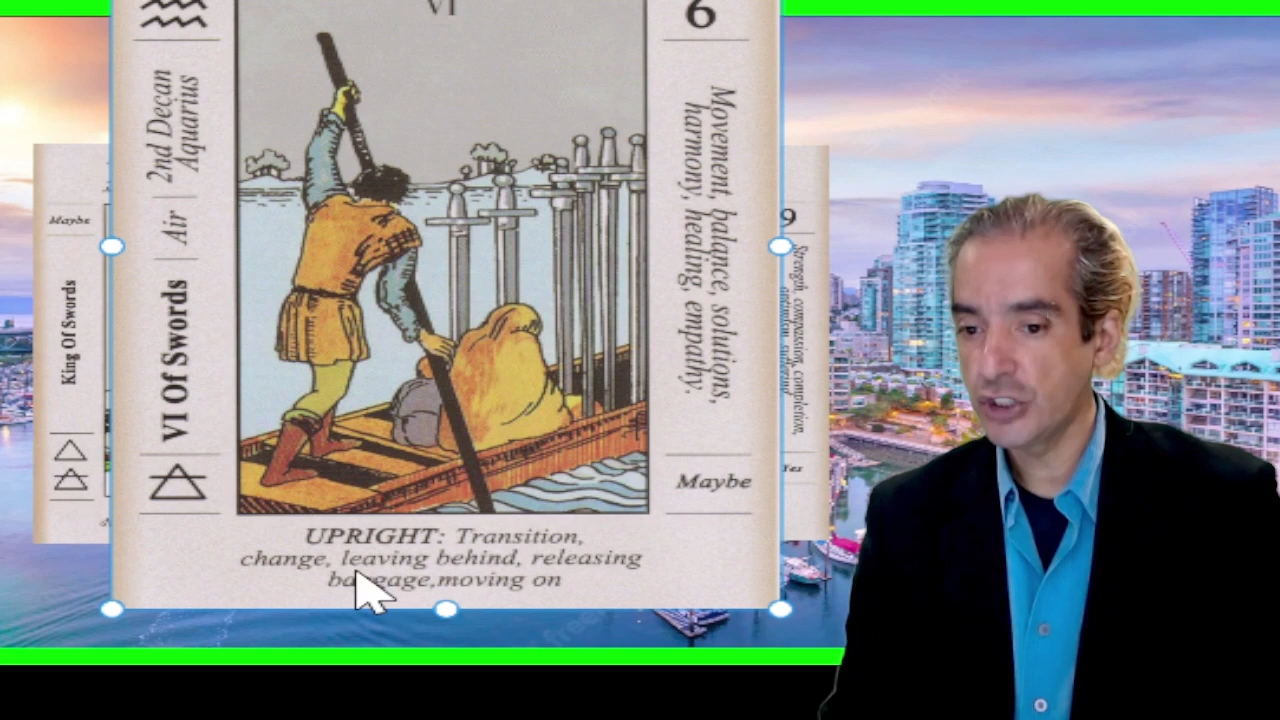 VI
6
2nd Decan
Aquarius
Air
VI Of Swords
Movement, balance, solutions,
harmony, healing, empathy.
Maybe
UPRIGHT: Transition,
change, leaving behind, releasing
baggage,moving on
Maybe
King Of Swords
9
Strength, compassion, completion,
Yes